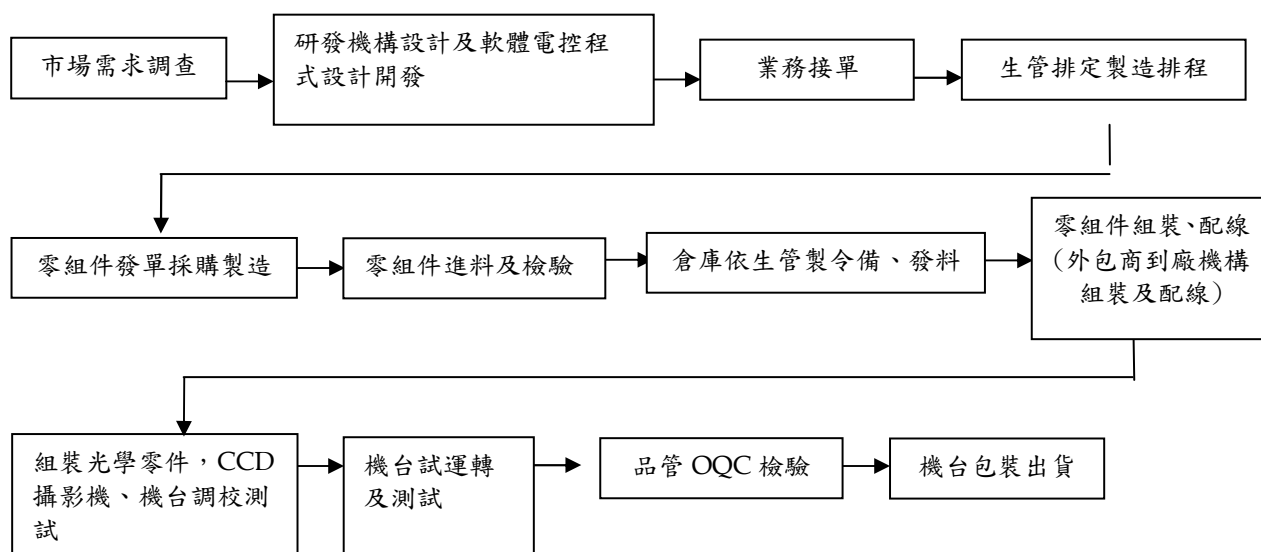 市場需求調查
研發機構設計及軟體電控程
式設計開發
業務接單
生管排定製造排程
零組件發單採購製造
零組件進料及檢驗
倉庫依生管製令備、發料
零組件組裝、配線
（外包商到廠機構
組裝及配線）
組裝光學零件，CCD
攝影機、機台調校測
試
機台試運轉
及測試
品管 OQC 檢驗
機台包裝出貨